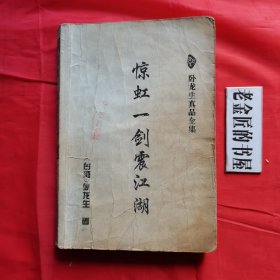 卧龙生真品全集
惊虹一剑震江湖
台湾·卧龙生 著
老金匠的书屋